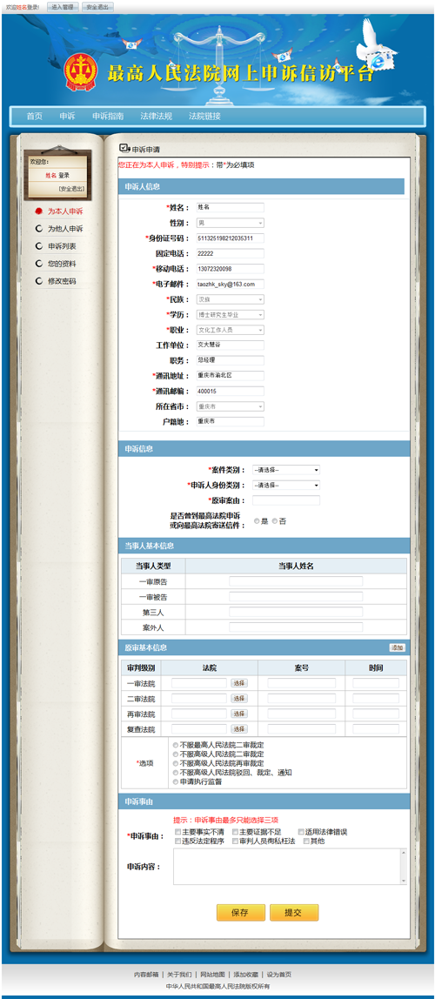 欢迎姓名登录! 进入管理 安全退出
最高人民法院网上申诉信访平台
首页 申诉 申诉指南 法律法规 法院链接
欢迎您:
姓名 登录
[安全退出]
为本人申诉
为他人申诉
申诉列表
您的资料
修改密码
申诉申请
您正在为本人申诉，特别提示：带*为必填项
申诉人信息
*姓名： 姓名
性别： 男
*身份证号码： 511325198212035311
固定电话： 22222
*移动电话： 13072320098
*电子邮件： taozhk_sky@163.com
*民族： 汉族
*学历： 博士研究生毕业
*职业： 文化工作人员
工作单位： 交大慧谷
职务： 总经理
*通讯地址： 重庆市渝北区
*通讯邮编： 400015
所在省市： 重庆市
户籍地： 重庆市
申诉信息
*案件类别： --请选择--
*申诉人身份类别： --请选择--
*原审案由：
是否曾到最高法院申诉
或向最高法院寄送信件： 是 否
当事人基本信息
当事人类型 当事人姓名
一审原告
一审被告
第三人
案外人
原审基本信息 添加
审判级别 法院 案号 时间
一审法院 选择
二审法院 选择
再审法院 选择
复查法院 选择
*选项
不服最高人民法院二审裁定
不服高级人民法院二审裁定
不服高级人民法院再审裁定
不服高级人民法院驳回、裁定、通知
申请执行监督
申诉事由
提示：申诉事由最多只能选择三项
*申诉事由： 主要事实不清 主要证据不足 适用法律错误
违反法定程序 审判人员徇私枉法 其他
申诉内容：
保存 提交
内容邮箱 | 关于我们 | 网站地图 | 添加收藏 | 设为首页
中华人民共和国最高人民法院版权所有